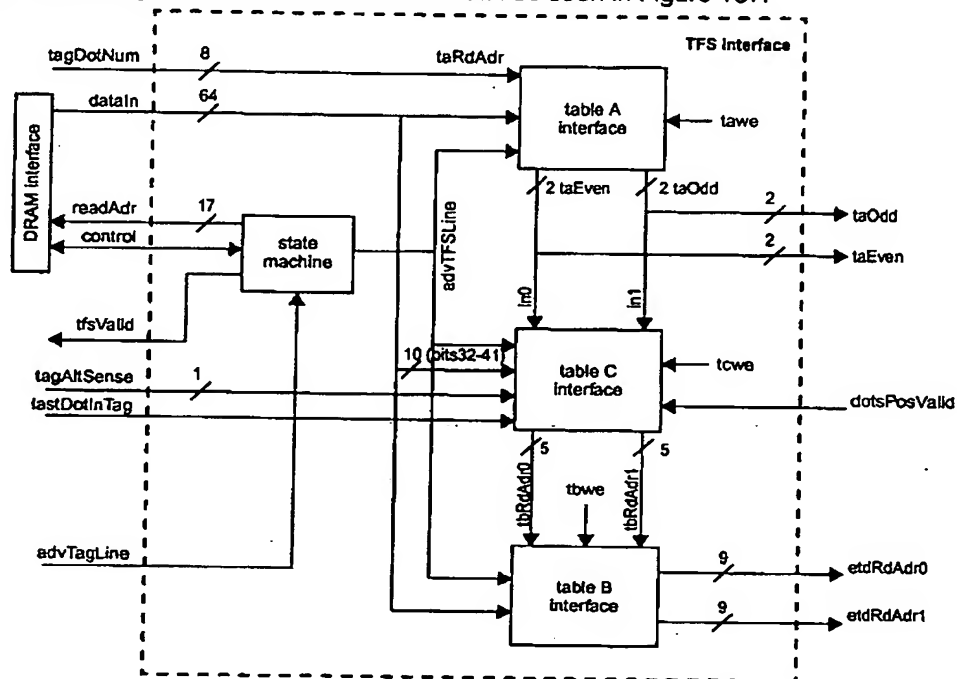 TFS Interface
tagDotNum
8
taRdAdr
dataIn
64
table A
interface
tawe
DRAM Interface
readAdr
17
control
state
machine
advTFSLine
2 taEven
2 taOdd
2
taOdd
2
taEven
in0
in1
tfsValid
10 (bits32-41)
table C
interface
tcwe
tagAltSense
1
lastDotInTag
dotsPosValid
5
5
tbRdAdr0
tbwe
tbRdAdr1
advTagLine
table B
interface
9
etdRdAdr0
9
etdRdAdr1